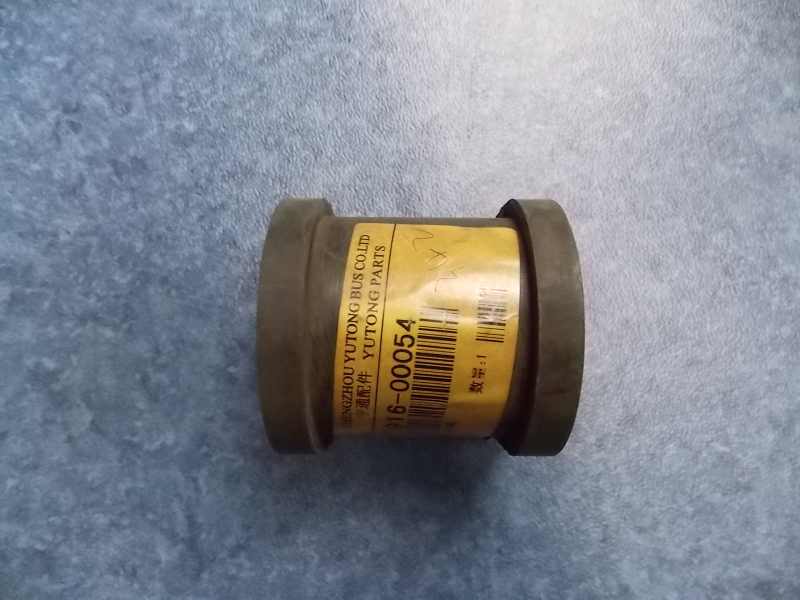 ZHENGZHOU YUTONG BUS CO.LTD
宇通配件 YUTONG PARTS
916-00054
数量:1